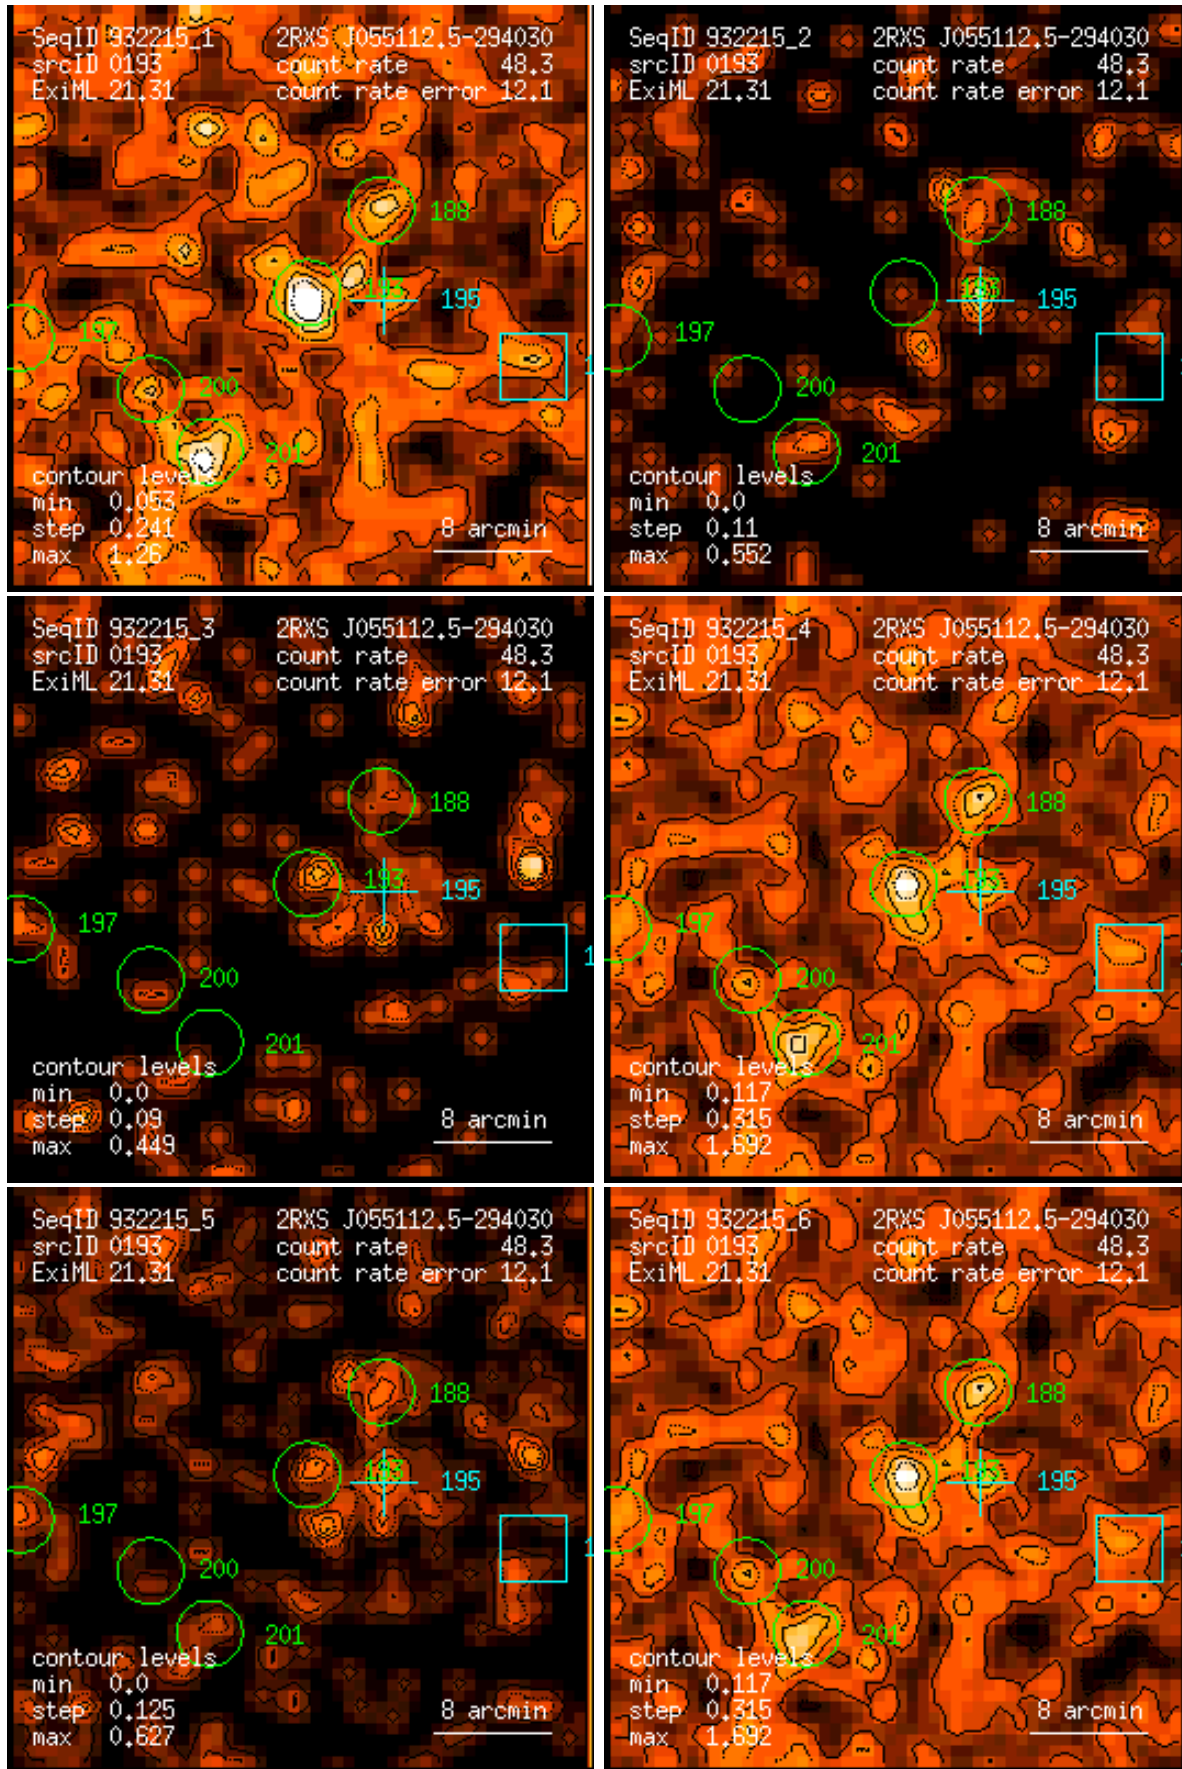 SeqID 932215_1 2RXS J055112.5-294030
srcID 0193 count rate 48.3
ExiML 21.31 count rate error 12.1
188
193 195
197
200
201
contour levels
min 0.053
step 0.241 8 arcmin
max 1.26
SeqID 932215_2 2RXS J055112.5-294030
srcID 0193 count rate 48.3
ExiML 21.31 count rate error 12.1
188
193 195
197
200
201
contour levels
min 0.0
step 0.11 8 arcmin
max 0.552
SeqID 932215_3 2RXS J055112.5-294030
srcID 0193 count rate 48.3
ExiML 21.31 count rate error 12.1
188
193 195
197
200
201
contour levels
min 0.0
step 0.09 8 arcmin
max 0.449
SeqID 932215_4 2RXS J055112.5-294030
srcID 0193 count rate 48.3
ExiML 21.31 count rate error 12.1
188
193 195
197
200
201
contour levels
min 0.117
step 0.315 8 arcmin
max 1.692
SeqID 932215_5 2RXS J055112.5-294030
srcID 0193 count rate 48.3
ExiML 21.31 count rate error 12.1
188
193 195
197
200
201
contour levels
min 0.0
step 0.125 8 arcmin
max 0.627
SeqID 932215_6 2RXS J055112.5-294030
srcID 0193 count rate 48.3
ExiML 21.31 count rate error 12.1
188
193 195
197
200
201
contour levels
min 0.117
step 0.315 8 arcmin
max 1.692